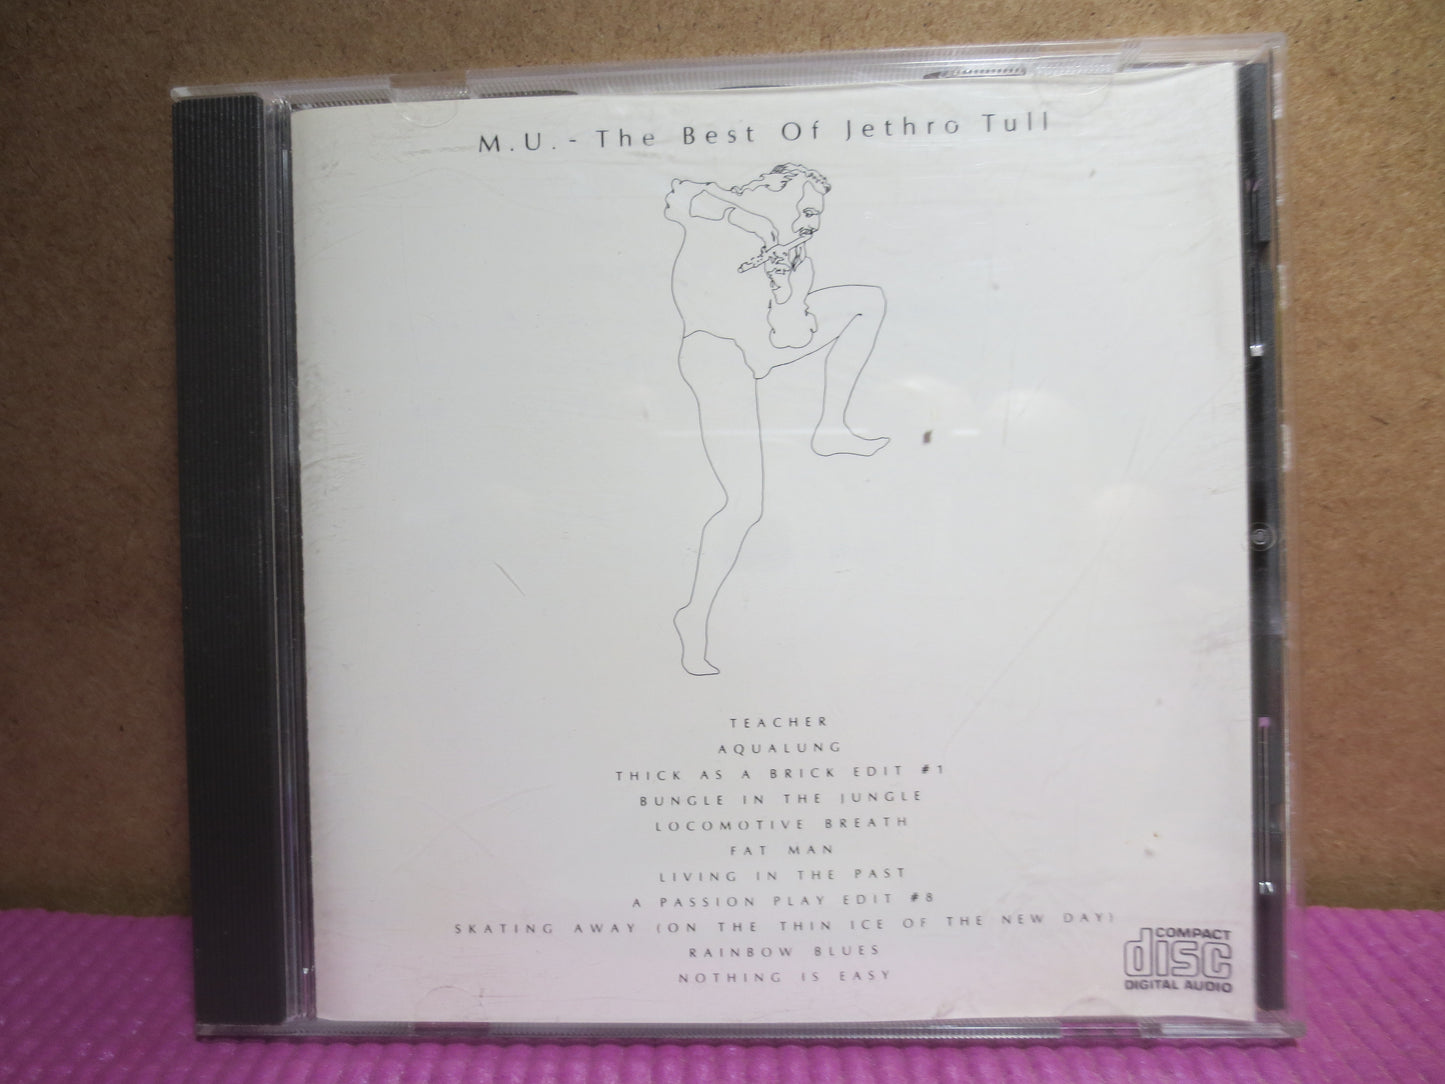 M.U. - The Best Of Jethro Tull
TEACHER
AQUALUNG
THICK AS A BRICK EDIT #1
BUNGLE IN THE JUNGLE
LOCOMOTIVE BREATH
FAT MAN
LIVING IN THE PAST
A PASSION PLAY EDIT #8
SKATING AWAY (ON THE THIN ICE OF THE NEW DAY)
RAINBOW BLUES
NOTHING IS EASY
COMPACT
disc
DIGITAL AUDIO